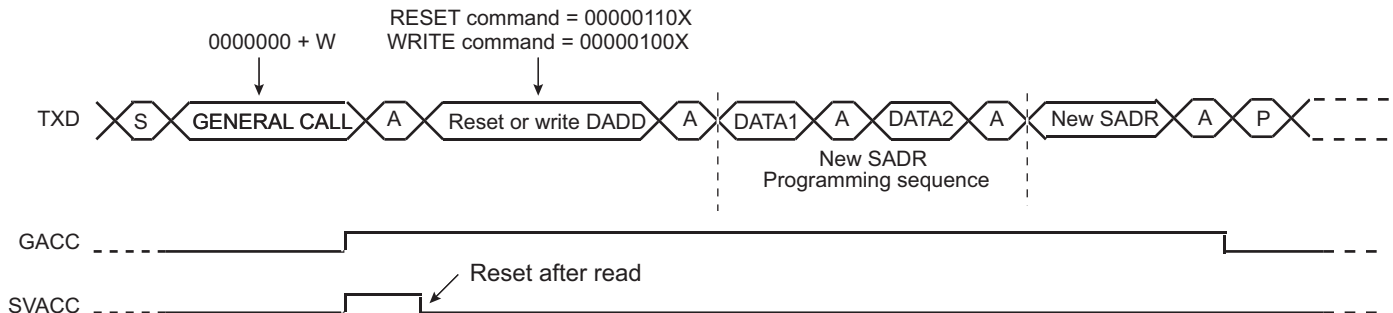 RESET command = 00000110X
0000000 + W
WRITE command = 00000100X
TXD S GENERAL CALL A Reset or write DADD A DATA1 A DATA2 A New SADR A P
New SADR
Programming sequence
GACC
Reset after read
SVACC